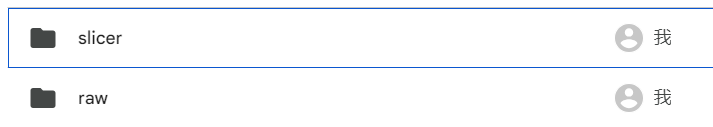 slicer 我
raw 我